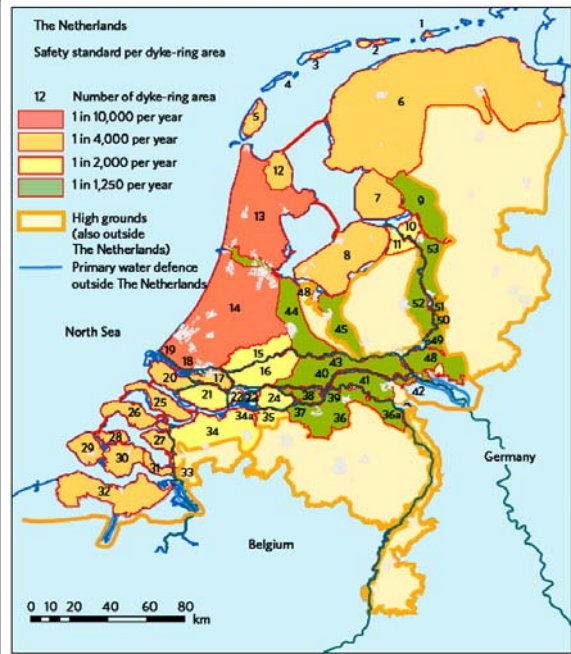 The Netherlands
Safety standard per dyke-ring area
12 Number of dyke-ring area
1 in 10,000 per year
1 in 4,000 per year
1 in 2,000 per year
1 in 1,250 per year
High grounds
(also outside
The Netherlands)
Primary water defence
outside The Netherlands
1
2
3
4
5
6
7
12
9
13
10
11
8
53
48
14
44
45
52
51
50
49
North Sea
19
18
15
16
43
48
20
17
40
41
42
21
22
23
24
38
39
25
26
34a
35
37
36
36a
34
28
27
29
30
31
33
32
Germany
Belgium
0 10 20 40 60 80
km